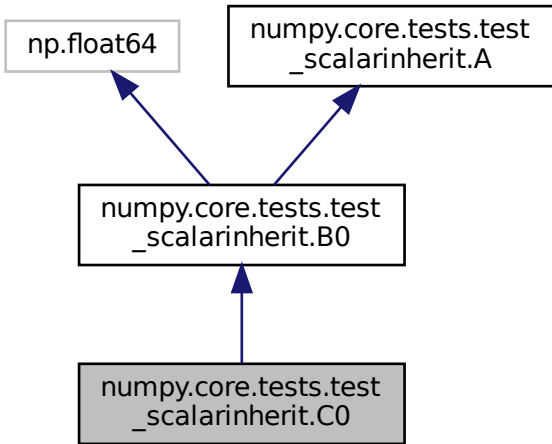 np.float64
numpy.core.tests.test
_scalarinherit.A
numpy.core.tests.test
_scalarinherit.B0
numpy.core.tests.test
_scalarinherit.C0